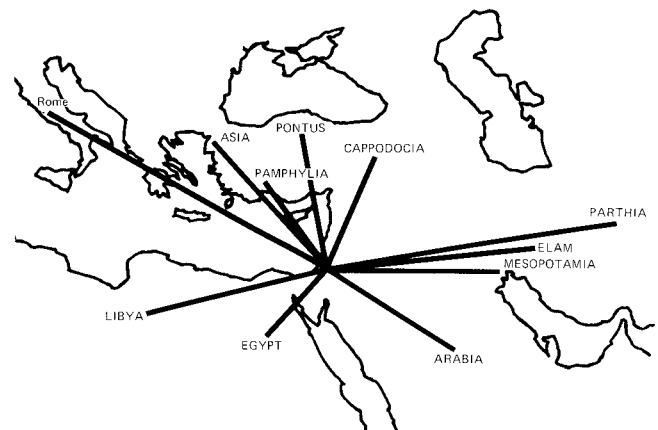 Rome
ASIA
PONTUS
CAPPODOCIA
PAMPHYLIA
PARTHIA
ELAM
MESOPOTAMIA
LIBYA
EGYPT
ARABIA